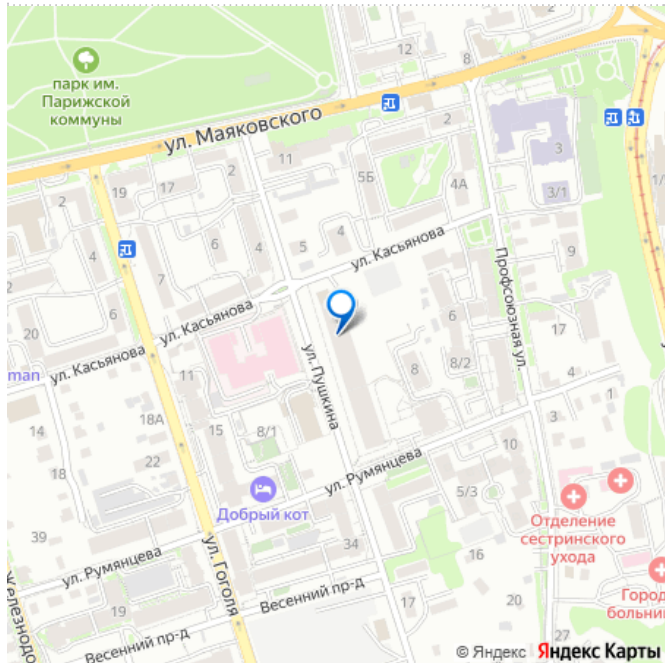 12
8
парк им.
Парижской
коммуны
ул. Маяковского
2
2
11
3
5Б
4А
3/1
1/1
19
17
4
6
4
5
4
ул. Касьянова
9
4
7
6
2
Профсоюзная ул.
20
ул. Касьянова
17
ул. Касьянова
man
11
ул. Пушкина
6
8/2
8
4
14
18А
15
8/1
3
10
18
22
ул. Румянцева
Добрый кот
5/3
Отделение
сестринского
ухода
39
ул. Гоголя
34
16
ул. Румянцева
Город
больни
Железнодо
19
Весенний пр-д
17
20
Весенний пр-д
27
© Яндекс Яндекс Карты